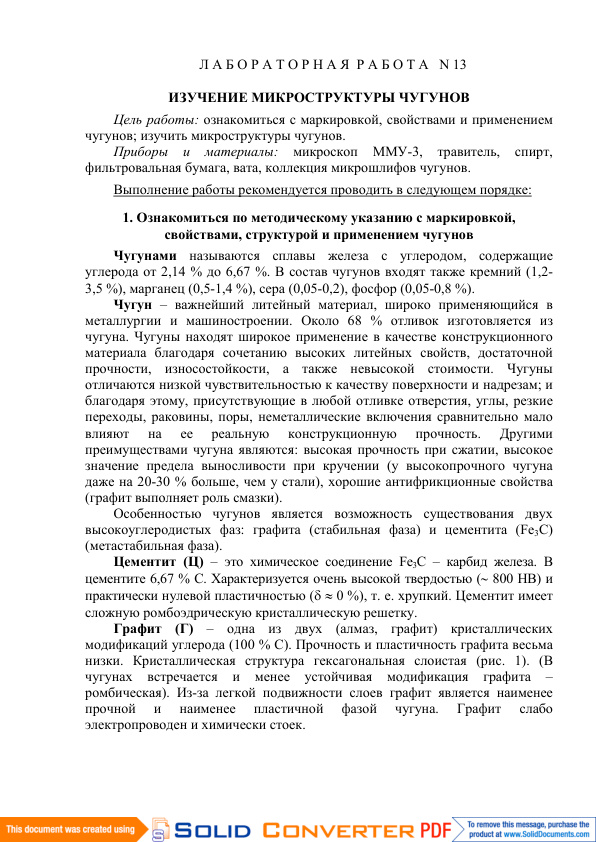 Л А Б О Р А Т О Р Н А Я Р А Б О Т А N 13
ИЗУЧЕНИЕ МИКРОСТРУКТУРЫ ЧУГУНОВ
Цель работы: ознакомиться с маркировкой, свойствами и применением
чугунов; изучить микроструктуры чугунов.
Приборы и материалы: микроскоп ММУ-3, травитель, спирт,
фильтровальная бумага, вата, коллекция микрошлифов чугунов.
Выполнение работы рекомендуется проводить в следующем порядке:
1. Ознакомиться по методическому указанию с маркировкой,
свойствами, структурой и применением чугунов
Чугунами называются сплавы железа с углеродом, содержащие
углерода от 2,14 % до 6,67 %. В состав чугунов входят также кремний (1,2-
3,5 %), марганец (0,5-1,4 %), сера (0,05-0,2), фосфор (0,05-0,8 %).
Чугун – важнейший литейный материал, широко применяющийся в
металлургии и машиностроении. Около 68 % отливок изготовляется из
чугуна. Чугуны находят широкое применение в качестве конструкционного
материала благодаря сочетанию высоких литейных свойств, достаточной
прочности, износостойкости, а также невысокой стоимости. Чугуны
отличаются низкой чувствительностью к качеству поверхности и надрезам; и
благодаря этому, присутствующие в любой отливке отверстия, углы, резкие
переходы, раковины, поры, неметаллические включения сравнительно мало
влияют на ее реальную конструкционную прочность. Другими
преимуществами чугуна являются: высокая прочность при сжатии, высокое
значение предела выносливости при кручении (у высокопрочного чугуна
даже на 20-30 % больше, чем у стали), хорошие антифрикционные свойства
(графит выполняет роль смазки).
Особенностью чугунов является возможность существования двух
высокоуглеродистых фаз: графита (стабильная фаза) и цементита (Fe₃C)
(метастабильная фаза).
Цементит (Ц) – это химическое соединение Fe₃C – карбид железа. В
цементите 6,67 % С. Характеризуется очень высокой твердостью (∼ 800 НВ) и
практически нулевой пластичностью (δ ≈ 0 %), т. е. хрупкий. Цементит имеет
сложную ромбоэдрическую кристаллическую решетку.
Графит (Г) – одна из двух (алмаз, графит) кристаллических
модификаций углерода (100 % С). Прочность и пластичность графита весьма
низки. Кристаллическая структура гексагональная слоистая (рис. 1). (В
чугунах встречается и менее устойчивая модификация графита –
ромбическая). Из-за легкой подвижности слоев графит является наименее
прочной и наименее пластичной фазой чугуна. Графит слабо
электропроводен и химически стоек.
This document was created using
SOLID CONVERTER PDF
To remove this message, purchase the
product at www.SolidDocuments.com